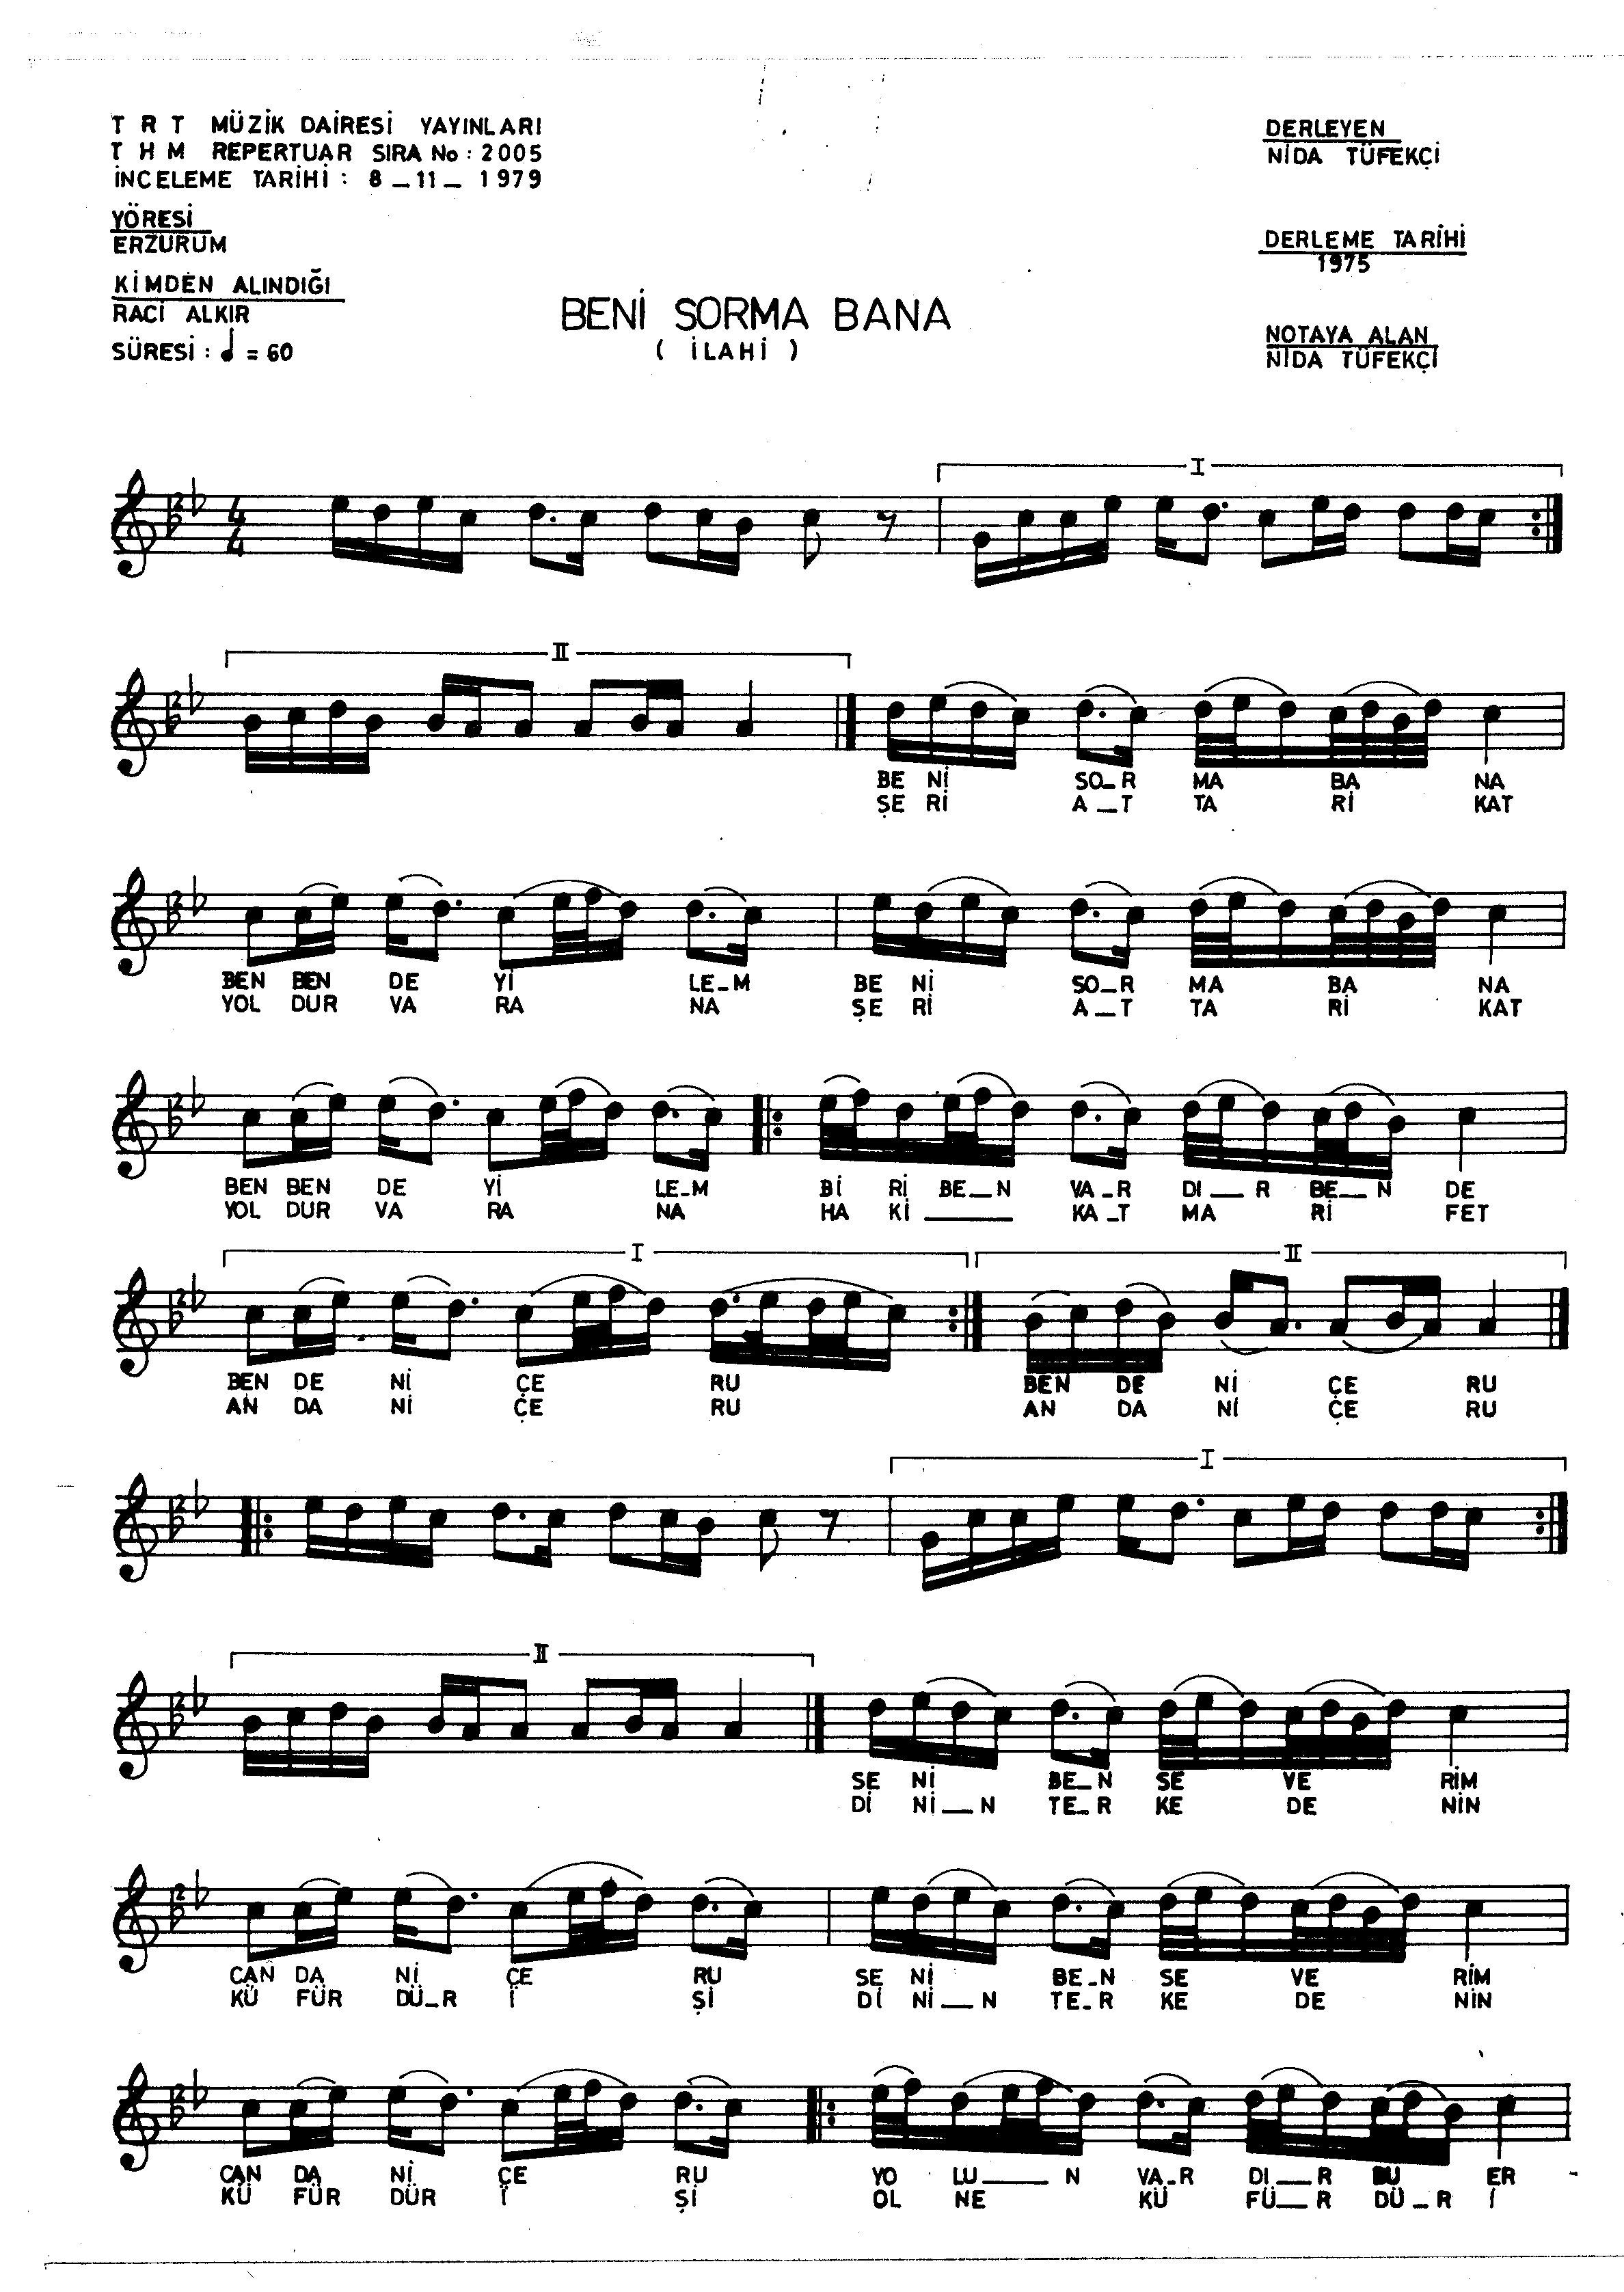 T R T MÜZİK DAİRESİ YAYINLARI
T H M REPERTUAR SIRA No : 2005
İNCELEME TARİHİ : 8 _ 11 _ 1979
DERLEYEN
NİDA TÜFEKÇİ
YÖRESİ
ERZURUM
DERLEME TARİHİ
1975
KİMDEN ALINDIĞI
RACİ ALKIR
SÜRESİ : = 60
BENİ SORMA BANA
( İLAHİ )
NOTAYA ALAN
NİDA TÜFEKÇİ
4
4
I
II
BE Nİ SO_R MA BA NA
ŞE Rİ A_T TA Rİ KAT
BEN BEN DE Yİ LE_M BE Nİ SO_R MA BA NA
YOL DUR VA RA NA ŞE Rİ A_T TA Rİ KAT
BEN BEN DE Yİ LE_M Bİ Rİ BE_N VA_R DI_R BE_N DE
YOL DUR VA RA NA HA Kİ_ KA_T MA Rİ FET
I II
BEN DE Nİ ÇE RU BEN DE Nİ ÇE RU
AN DA Nİ ÇE RU AN DA Nİ ÇE RU
I
II
SE Nİ BE_N SE VE RİM
Dİ Nİ_N TE_R KE DE NİN
CAN DA Nİ ÇE RU SE Nİ BE_N SE VE RİM
KÜ FÜR DÜ_R İ Şİ Dİ Nİ_N TE_R KE DE NİN
CAN DA Nİ ÇE RU YO LU_N VA_R DI_R BU ER -
KÜ FÜR DÜR İ Şİ OL NE KÜ FÜ_R DÜ_R İ